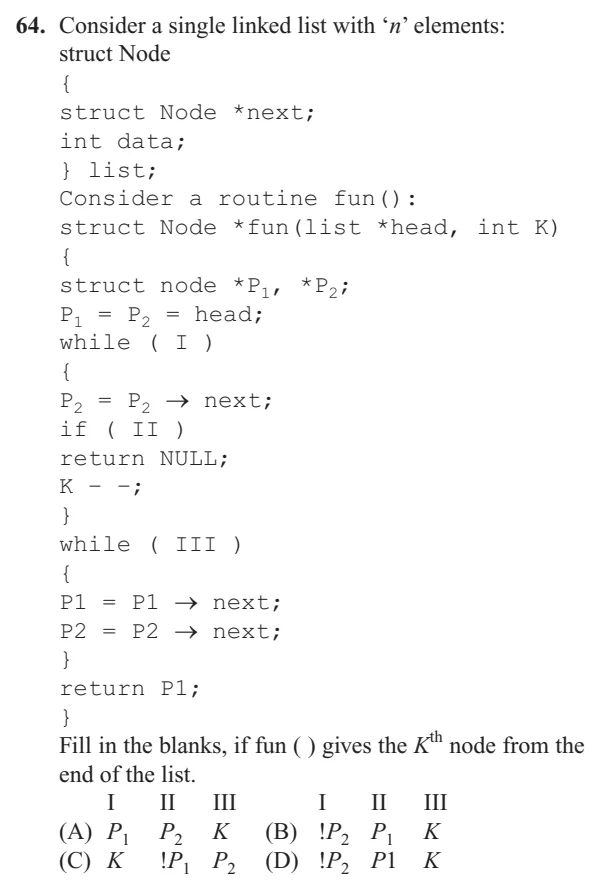 64. Consider a single linked list with ‘n’ elements:
struct Node
{
struct Node *next;
int data;
} list;
Consider a routine fun():
struct Node *fun(list *head, int K)
{
struct node *P₁, *P₂;
P₁ = P₂ = head;
while ( I )
{
P₂ = P₂ → next;
if ( II )
return NULL;
K – –;
}
while ( III )
{
P1 = P1 → next;
P2 = P2 → next;
}
return P1;
}
Fill in the blanks, if fun ( ) gives the Kᵗʰ node from the
end of the list.
I II III I II III
(A) P₁ P₂ K (B) !P₂ P₁ K
(C) K !P₁ P₂ (D) !P₂ P1 K